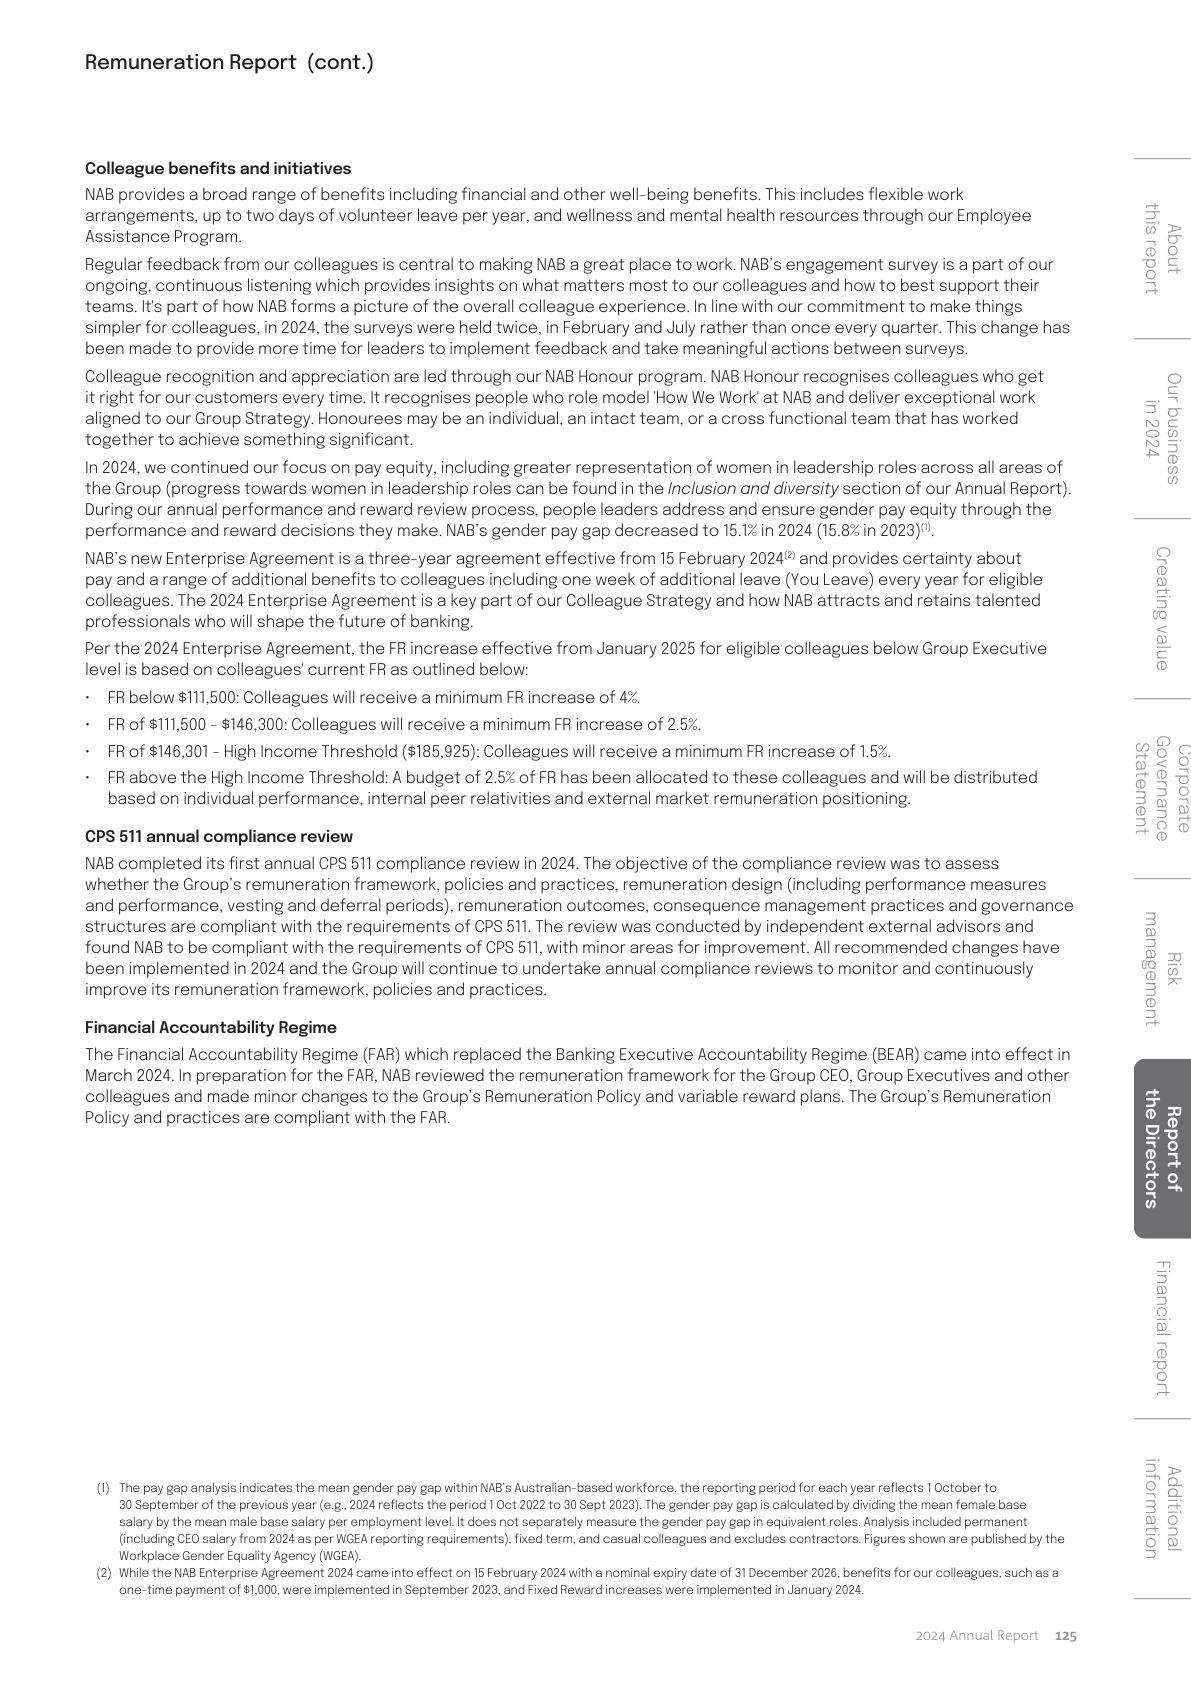 Remuneration Report (cont.)
Colleague benefits and initiatives
NAB provides a broad range of benefits including financial and other well-being benefits. This includes flexible work
arrangements, up to two days of volunteer leave per year, and wellness and mental health resources through our Employee
Assistance Program.
Regular feedback from our colleagues is central to making NAB a great place to work. NAB's engagement survey is a part of our
ongoing, continuous listening which provides insights on what matters most to our colleagues and how to best support their
teams. It's part of how NAB forms a picture of the overall colleague experience. In line with our commitment to make things
simpler for colleagues, in 2024, the surveys were held twice, in February and July rather than once every quarter. This change has
been made to provide more time for leaders to implement feedback and take meaningful actions between surveys.
Colleague recognition and appreciation are led through our NAB Honour program. NAB Honour recognises colleagues who get
it right for our customers every time. It recognises people who role model 'How We Work' at NAB and deliver exceptional work
aligned to our Group Strategy. Honourees may be an individual, an intact team, or a cross functional team that has worked
together to achieve something significant.
In 2024, we continued our focus on pay equity, including greater representation of women in leadership roles across all areas of
the Group (progress towards women in leadership roles can be found in the Inclusion and diversity section of our Annual Report).
During our annual performance and reward review process, people leaders address and ensure gender pay equity through the
performance and reward decisions they make. NAB's gender pay gap decreased to 15.1% in 2024 (15.8% in 2023)(1).
NAB's new Enterprise Agreement is a three-year agreement effective from 15 February 2024(2) and provides certainty about
pay and a range of additional benefits to colleagues including one week of additional leave (You Leave) every year for eligible
colleagues. The 2024 Enterprise Agreement is a key part of our Colleague Strategy and how NAB attracts and retains talented
professionals who will shape the future of banking.
Per the 2024 Enterprise Agreement, the FR increase effective from January 2025 for eligible colleagues below Group Executive
level is based on colleagues' current FR as outlined below:
• FR below $111,500: Colleagues will receive a minimum FR increase of 4%.
• FR of $111,500 - $146,300: Colleagues will receive a minimum FR increase of 2.5%.
• FR of $146,301 - High Income Threshold ($185,925): Colleagues will receive a minimum FR increase of 1.5%.
• FR above the High Income Threshold: A budget of 2.5% of FR has been allocated to these colleagues and will be distributed
based on individual performance, internal peer relativities and external market remuneration positioning.
CPS 511 annual compliance review
NAB completed its first annual CPS 511 compliance review in 2024. The objective of the compliance review was to assess
whether the Group's remuneration framework, policies and practices, remuneration design (including performance measures
and performance, vesting and deferral periods), remuneration outcomes, consequence management practices and governance
structures are compliant with the requirements of CPS 511. The review was conducted by independent external advisors and
found NAB to be compliant with the requirements of CPS 511, with minor areas for improvement. All recommended changes have
been implemented in 2024 and the Group will continue to undertake annual compliance reviews to monitor and continuously
improve its remuneration framework, policies and practices.
Financial Accountability Regime
The Financial Accountability Regime (FAR) which replaced the Banking Executive Accountability Regime (BEAR) came into effect in
March 2024. In preparation for the FAR, NAB reviewed the remuneration framework for the Group CEO, Group Executives and other
colleagues and made minor changes to the Group's Remuneration Policy and variable reward plans. The Group's Remuneration
Policy and practices are compliant with the FAR.
(1) The pay gap analysis indicates the mean gender pay gap within NAB's Australian-based workforce, the reporting period for each year reflects 1 October to
30 September of the previous year (e.g., 2024 reflects the period 1 Oct 2022 to 30 Sept 2023). The gender pay gap is calculated by dividing the mean female base
salary by the mean male base salary per employment level. It does not separately measure the gender pay gap in equivalent roles. Analysis included permanent
(including CEO salary from 2024 as per WGEA reporting requirements), fixed term, and casual colleagues and excludes contractors. Figures shown are published by the
Workplace Gender Equality Agency (WGEA).
(2) While the NAB Enterprise Agreement 2024 came into effect on 15 February 2024 with a nominal expiry date of 31 December 2026, benefits for our colleagues, such as a
one-time payment of $1,000, were implemented in September 2023, and Fixed Reward increases were implemented in January 2024.
2024 Annual Report 125
About
this report
Our business
in 2024
Creating value
Corporate
Governance
Statement
Risk
management
Report of
the Directors
Financial report
Additional
information